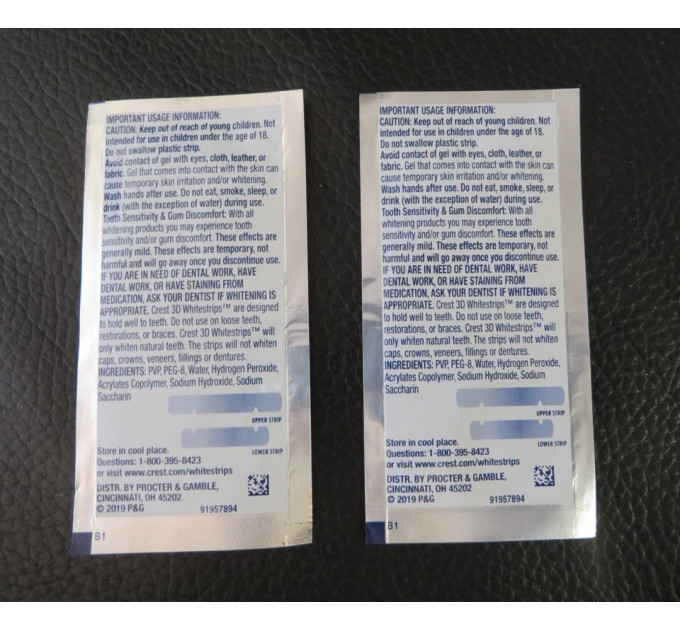 IMPORTANT USAGE INFORMATION:
CAUTION: Keep out of reach of young children. Not
intended for use in children under the age of 18.
Do not swallow plastic strip.
Avoid contact of gel with eyes, cloth, leather, or
fabric. Gel that comes into contact with the skin can
cause temporary skin irritation and/or whitening.
Wash hands after use. Do not eat, smoke, sleep, or
drink (with the exception of water) during use.
Tooth Sensitivity & Gum Discomfort: With all
whitening products you may experience tooth
sensitivity and/or gum discomfort. These effects are
generally mild. These effects are temporary, not
harmful and will go away once you discontinue use.
IF YOU ARE IN NEED OF DENTAL WORK, HAVE
DENTAL WORK, OR HAVE STAINING FROM
MEDICATION, ASK YOUR DENTIST IF WHITENING IS
APPROPRIATE. Crest 3D Whitestrips™ are designed
to hold well to teeth. Do not use on loose teeth,
restorations, or braces. Crest 3D Whitestrips™ will
only whiten natural teeth. The strips will not whiten
caps, crowns, veneers, fillings or dentures.
INGREDIENTS: PVP, PEG-8, Water, Hydrogen Peroxide,
Acrylates Copolymer, Sodium Hydroxide, Sodium
Saccharin
UPPER STRIP
LOWER STRIP
Store in cool place.
Questions: 1-800-395-8423
or visit www.crest.com/whitestrips
DISTR. BY PROCTER & GAMBLE,
CINCINNATI, OH 45202
© 2019 P&G 91957894
B1
IMPORTANT USAGE INFORMATION:
CAUTION: Keep out of reach of young children. Not
intended for use in children under the age of 18.
Do not swallow plastic strip.
Avoid contact of gel with eyes, cloth, leather, or
fabric. Gel that comes into contact with the skin can
cause temporary skin irritation and/or whitening.
Wash hands after use. Do not eat, smoke, sleep, or
drink (with the exception of water) during use.
Tooth Sensitivity & Gum Discomfort: With all
whitening products you may experience tooth
sensitivity and/or gum discomfort. These effects are
generally mild. These effects are temporary, not
harmful and will go away once you discontinue use.
IF YOU ARE IN NEED OF DENTAL WORK, HAVE
DENTAL WORK, OR HAVE STAINING FROM
MEDICATION, ASK YOUR DENTIST IF WHITENING IS
APPROPRIATE. Crest 3D Whitestrips™ are designed
to hold well to teeth. Do not use on loose teeth,
restorations, or braces. Crest 3D Whitestrips™ will
only whiten natural teeth. The strips will not whiten
caps, crowns, veneers, fillings or dentures.
INGREDIENTS: PVP, PEG-8, Water, Hydrogen Peroxide,
Acrylates Copolymer, Sodium Hydroxide, Sodium
Saccharin
UPPER STRIP
LOWER STRIP
Store in cool place.
Questions: 1-800-395-8423
or visit www.crest.com/whitestrips
DISTR. BY PROCTER & GAMBLE,
CINCINNATI, OH 45202
© 2019 P&G 91957894
B1